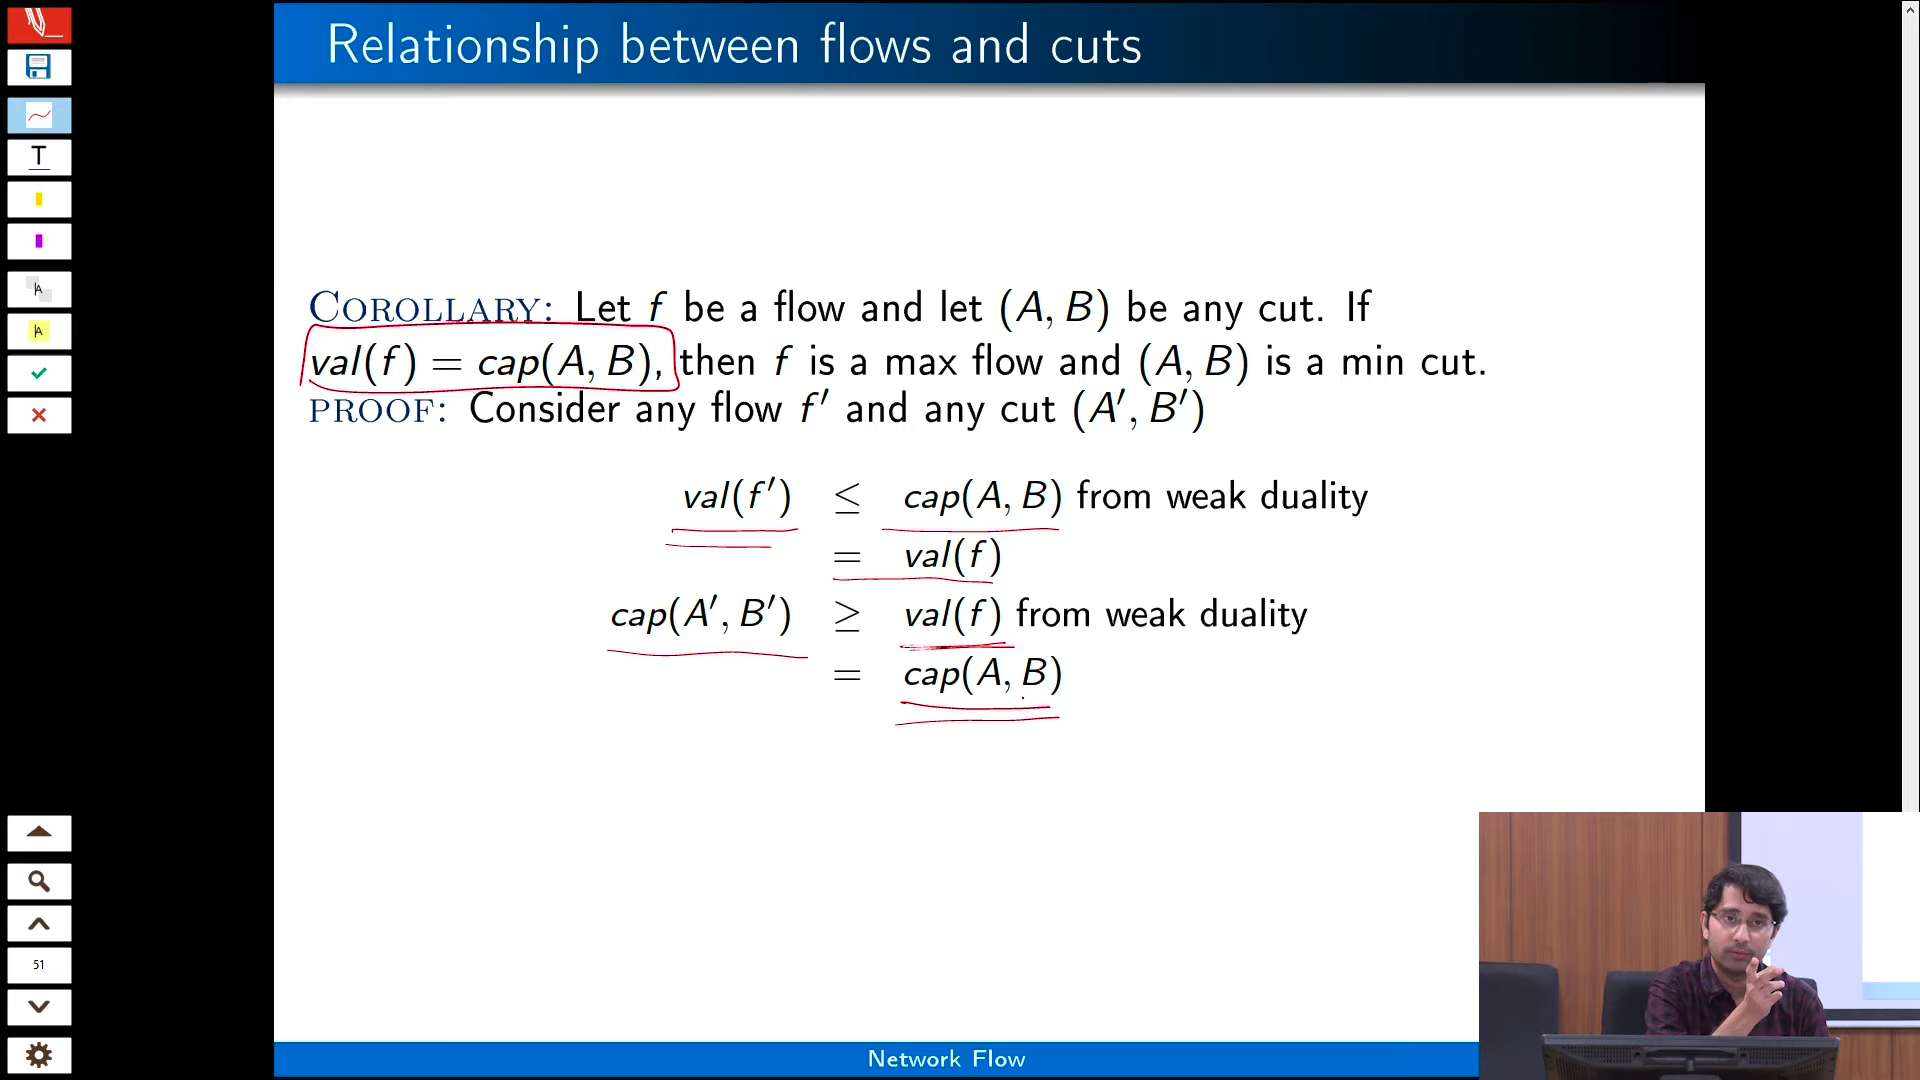 Relationship between flows and cuts
T
A
A
COROLLARY: Let f be a flow and let (A, B) be any cut. If
val(f) = cap(A, B), then f is a max flow and (A, B) is a min cut.
PROOF: Consider any flow f′ and any cut (A′, B′)
val(f′) ≤ cap(A, B) from weak duality
= val(f)
cap(A′, B′) ≥ val(f) from weak duality
= cap(A, B)
51
Network Flow